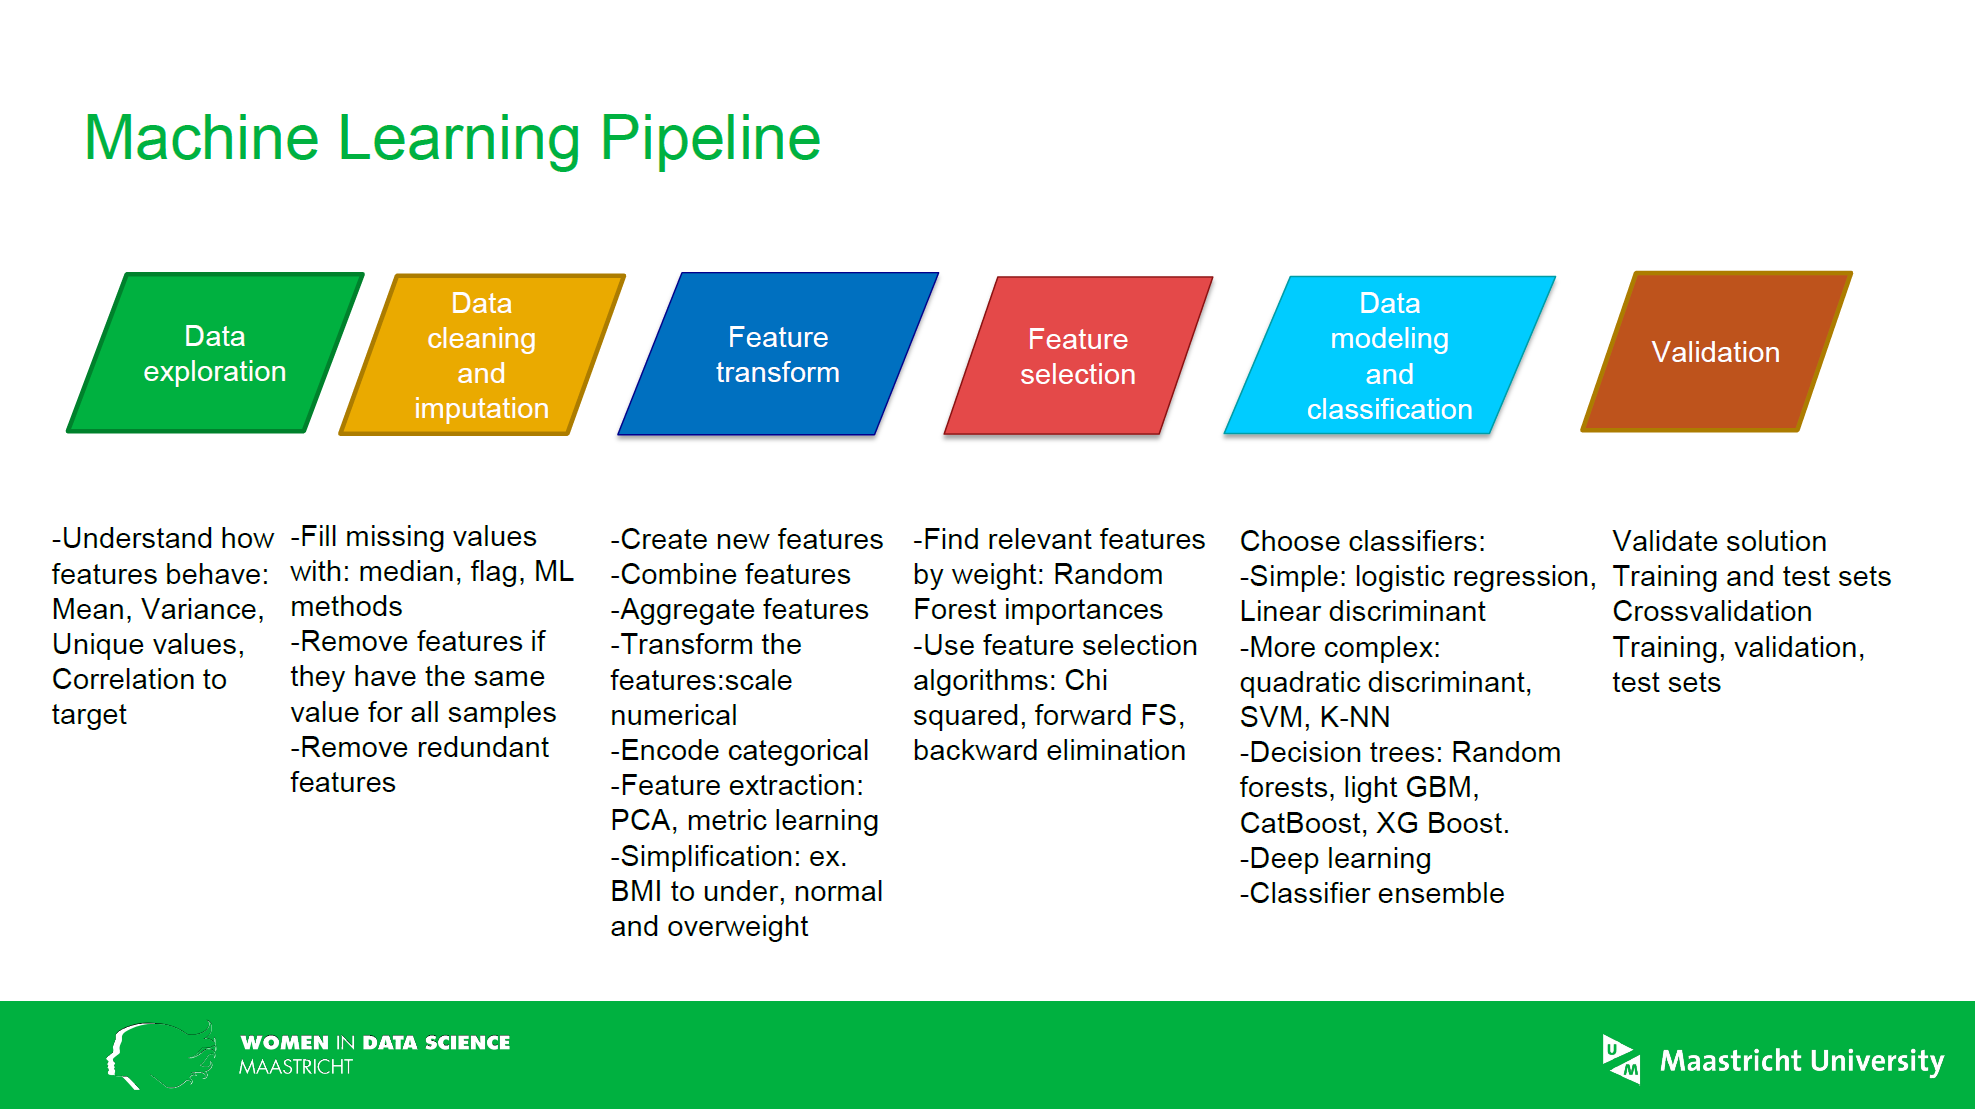 Machine Learning Pipeline
Data
exploration
Data
cleaning
and
imputation
Feature
transform
Feature
selection
Data
modeling
and
classification
Validation
-Understand how
features behave:
Mean, Variance,
Unique values,
Correlation to
target
-Fill missing values
with: median, flag, ML
methods
-Remove features if
they have the same
value for all samples
-Remove redundant
features
-Create new features
-Combine features
-Aggregate features
-Transform the
features:scale
numerical
-Encode categorical
-Feature extraction:
PCA, metric learning
-Simplification: ex.
BMI to under, normal
and overweight
-Find relevant features
by weight: Random
Forest importances
-Use feature selection
algorithms: Chi
squared, forward FS,
backward elimination
Choose classifiers:
-Simple: logistic regression,
Linear discriminant
-More complex:
quadratic discriminant,
SVM, K-NN
-Decision trees: Random
forests, light GBM,
CatBoost, XG Boost.
-Deep learning
-Classifier ensemble
Validate solution
Training and test sets
Crossvalidation
Training, validation,
test sets
WOMEN IN DATA SCIENCE
MAASTRICHT
U
M
Maastricht University